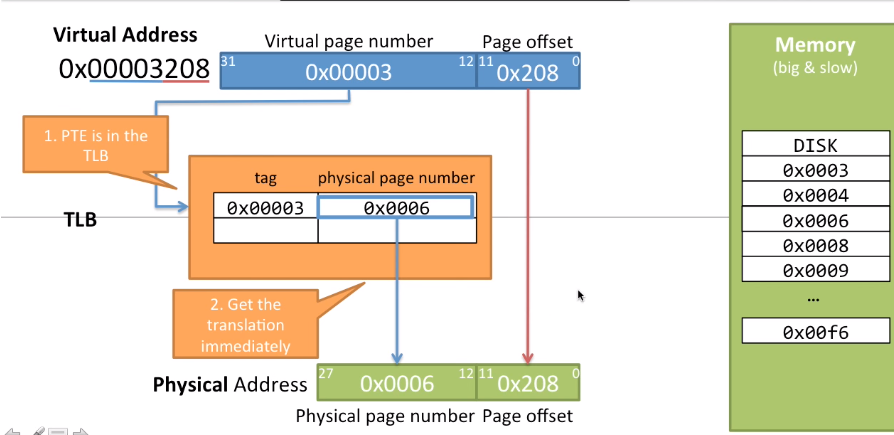 Virtual Address
0x00003208
Virtual page number
Page offset
31
0x00003
12
11
0x208
0
1. PTE is in the
TLB
tag
physical page number
0x00003
0x0006
TLB
2. Get the
translation
immediately
27
0x0006
12
11
0x208
0
Physical Address
Physical page number
Page offset
Memory
(big & slow)
DISK
0x0003
0x0004
0x0006
0x0008
0x0009
...
0x00f6